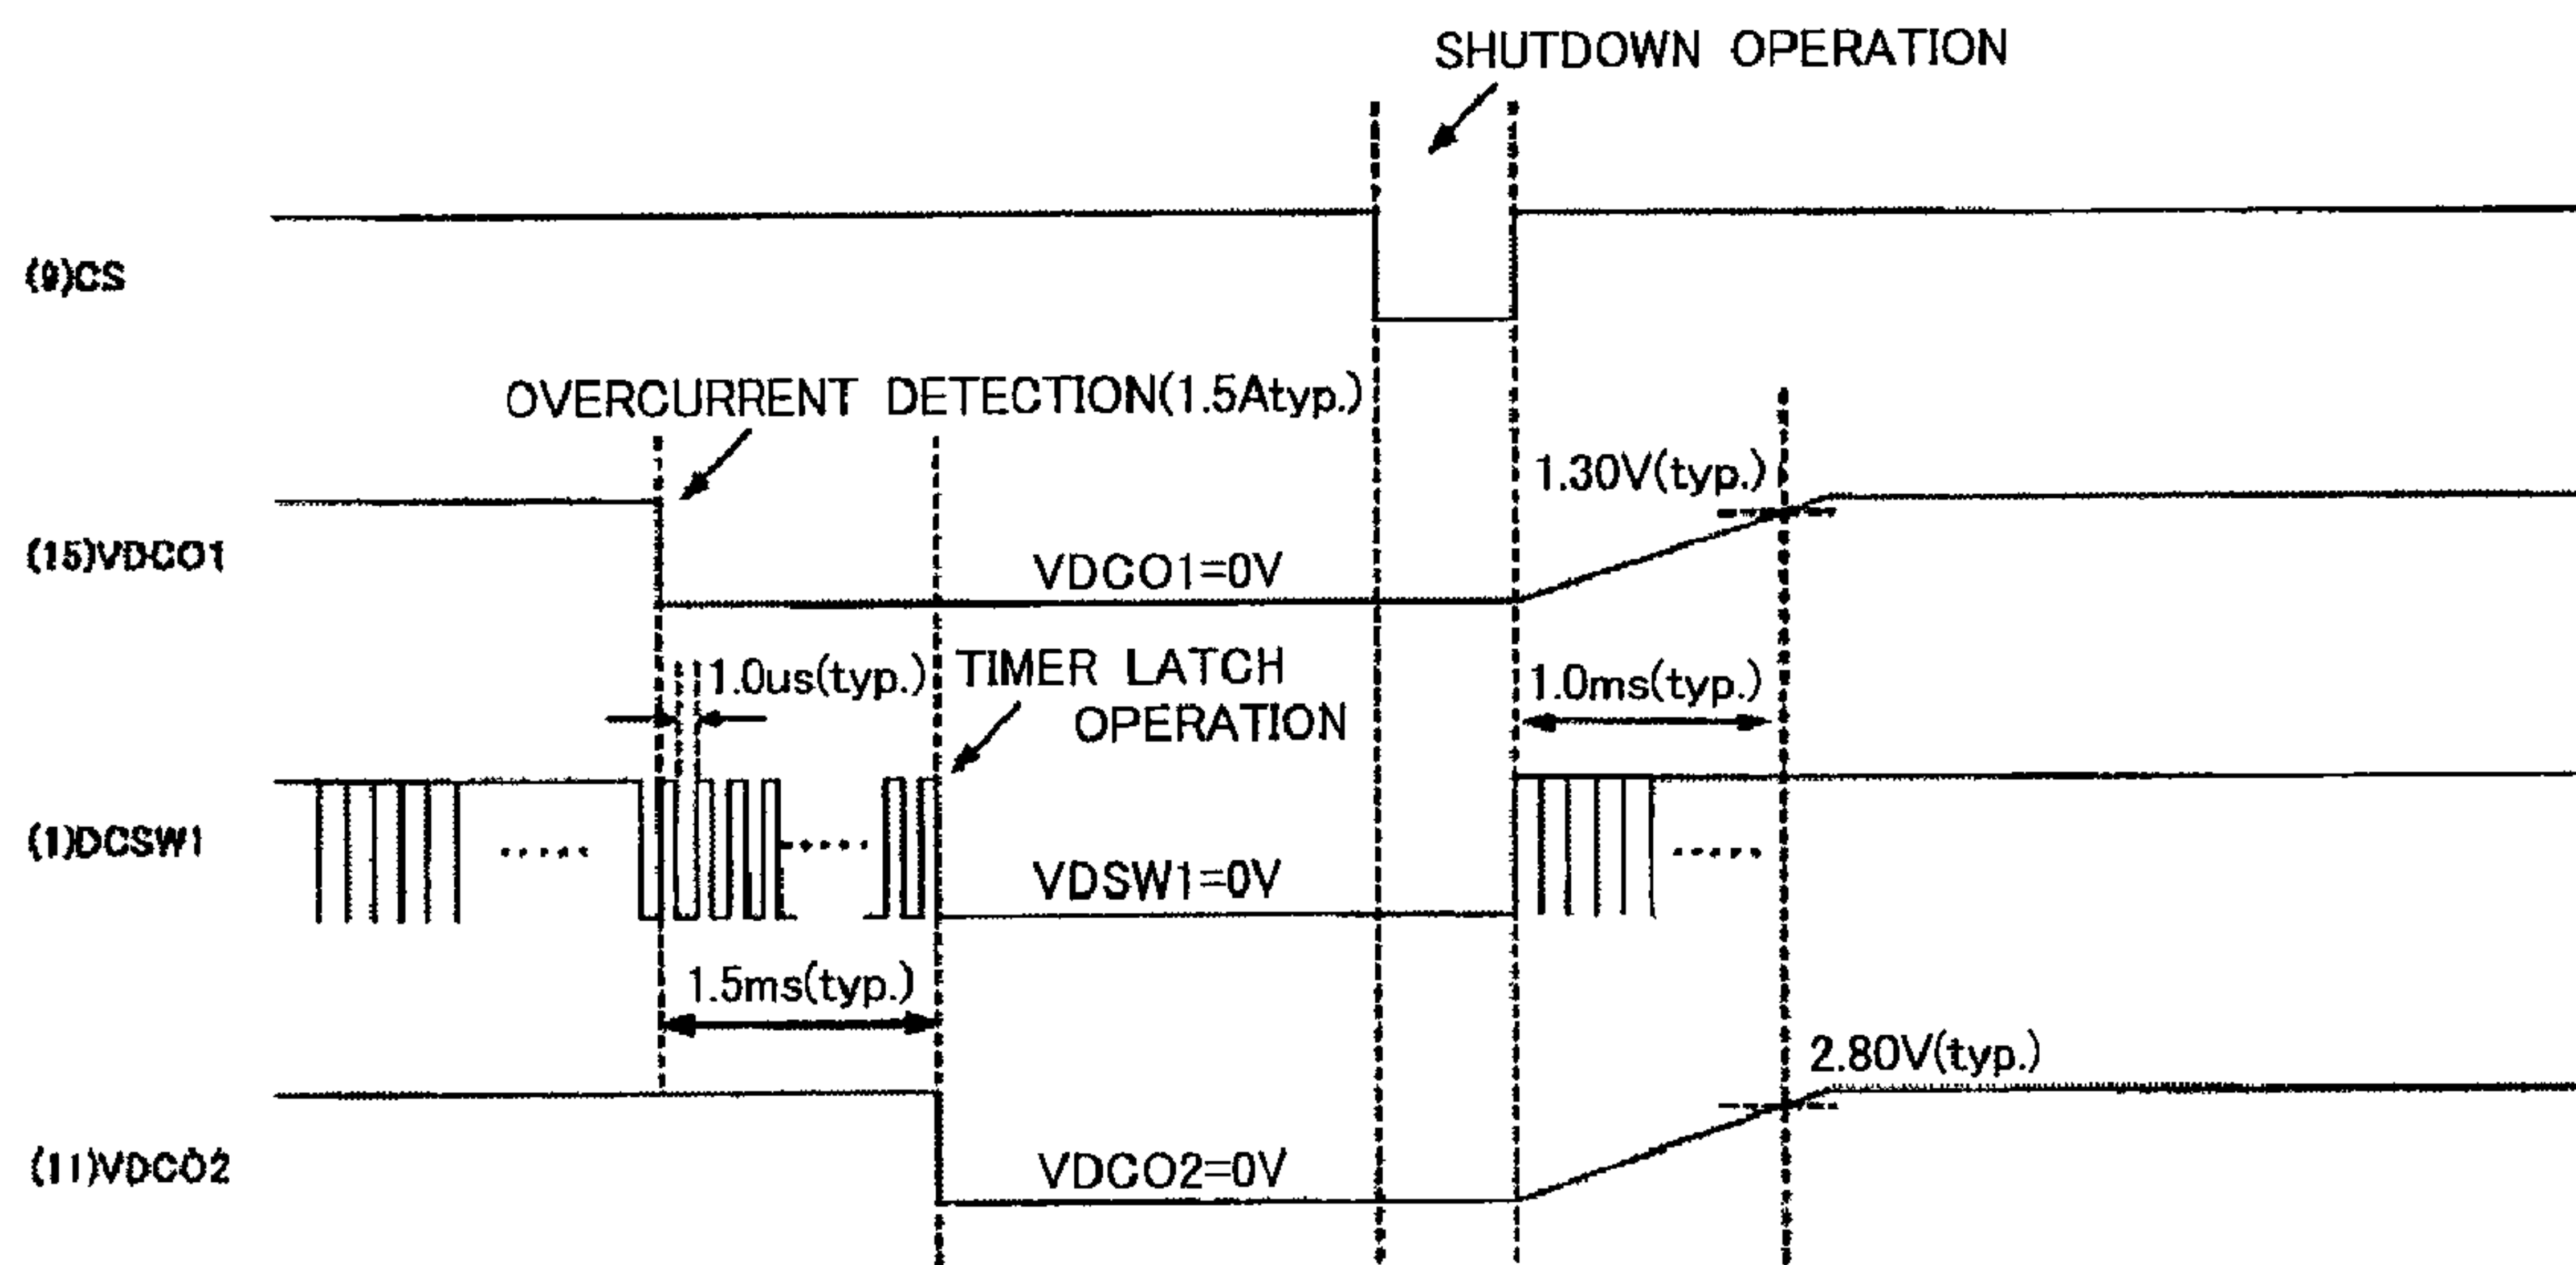 SHUTDOWN OPERATION
(9)CS
OVERCURRENT DETECTION(1.5Atyp.)
1.30V(typ.)
(15)VDCO1
VDCO1=0V
1.0us(typ.)
TIMER LATCH
OPERATION
1.0ms(typ.)
(1)DCSW1
VDSW1=0V
1.5ms(typ.)
2.80V(typ.)
(11)VDCO2
VDCO2=0V